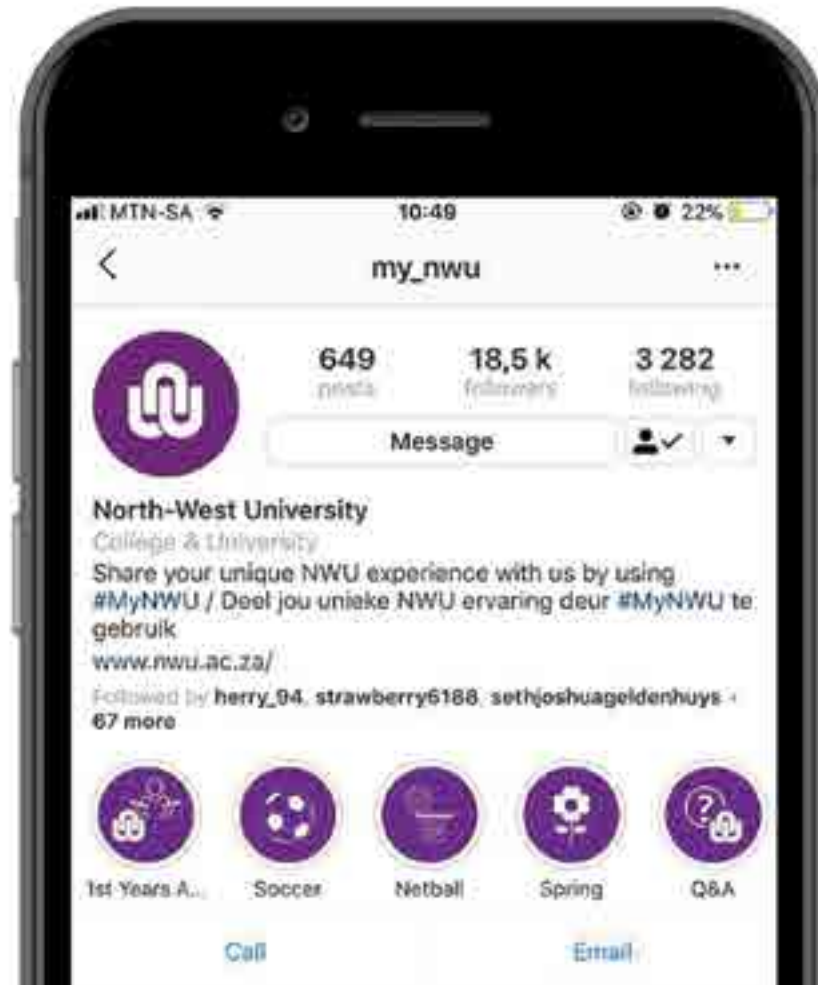 MTN-SA 10:49 22%
my_nwu ...
649 18,5 k 3 282
posts followers following
Message
North-West University
College & University
Share your unique NWU experience with us by using
#MyNWU / Deel jou unieke NWU ervaring deur #MyNWU te
gebruik
www.nwu.ac.za/
Followed by herry_94, strawberry6188, sethjoshuageldenhuys +
67 more
1st Years A... Soccer Netball Spring Q&A
Call Email